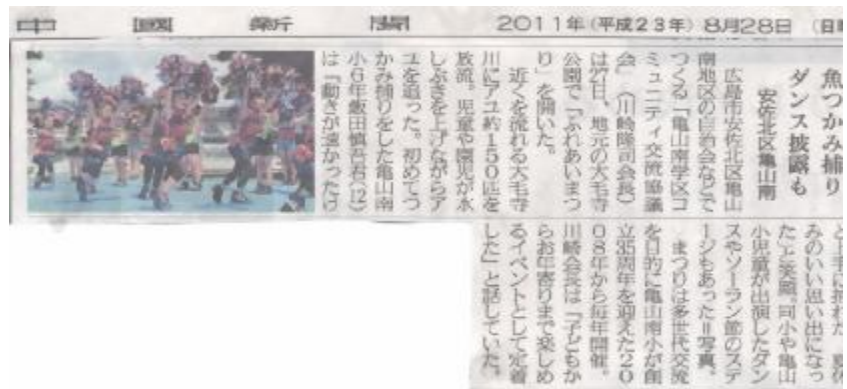 中國新聞 2011年(平成23年) 8月28日 (日
魚つかみ捕り
ダンス披露も
安佐北区亀山南
広島市安佐北区亀山
南地区の自治会などで
つくる「亀山南学区コ
ミュニティ交流協議
会」(川崎隆司会長)
は27日、地元の大毛寺
公園で「ふれあいまつ
り」を開いた。
近くを流れる大毛寺
川にアユ約150匹を
放流。児童や園児が水
しぶきを上げながらア
ユを追った。初めてつ
かみ捕りをした亀山南
小6年飯田慎吾君(12)
は「動きが速かったけ
ど上手に捕れた。夏休
みのいい思い出になっ
た」と笑顔。同小や亀山
小児童が出演したダン
スやソーラン節のステ
ージもあった=写真。
まつりは多世代交流
を目的に亀山南小が創
立35周年を迎えた20
08年から毎年開催。
川崎会長は「子どもか
らお年寄りまで楽しめ
るイベントとして定着
した」と話していた。